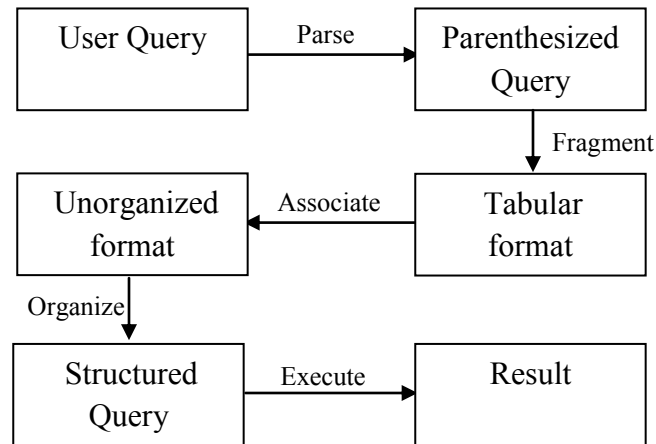 User Query
Parse
Parenthesized
Query
Fragment
Unorganized
format
Associate
Tabular
format
Organize
Structured
Query
Execute
Result